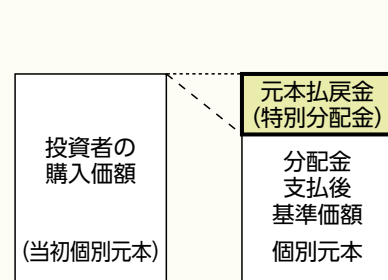 投資者の
購入価額
(当初個別元本)
元本払戻金
(特別分配金)
分配金
支払後
基準価額
個別元本